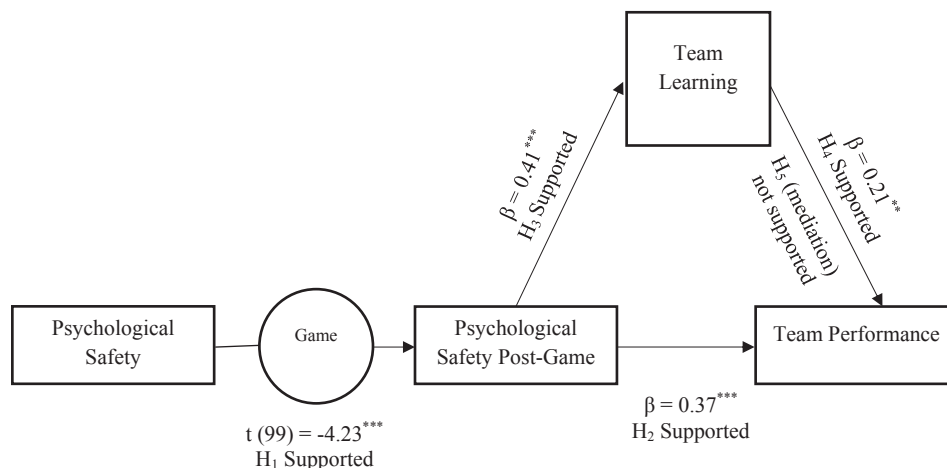 Team
Learning
β = 0.41***
H₃ Supported
β = 0.21**
H₄ Supported
H₅ (mediation)
not supported
Psychological
Safety
Game
Psychological
Safety Post-Game
Team Performance
t (99) = -4.23***
H₁ Supported
β = 0.37***
H₂ Supported